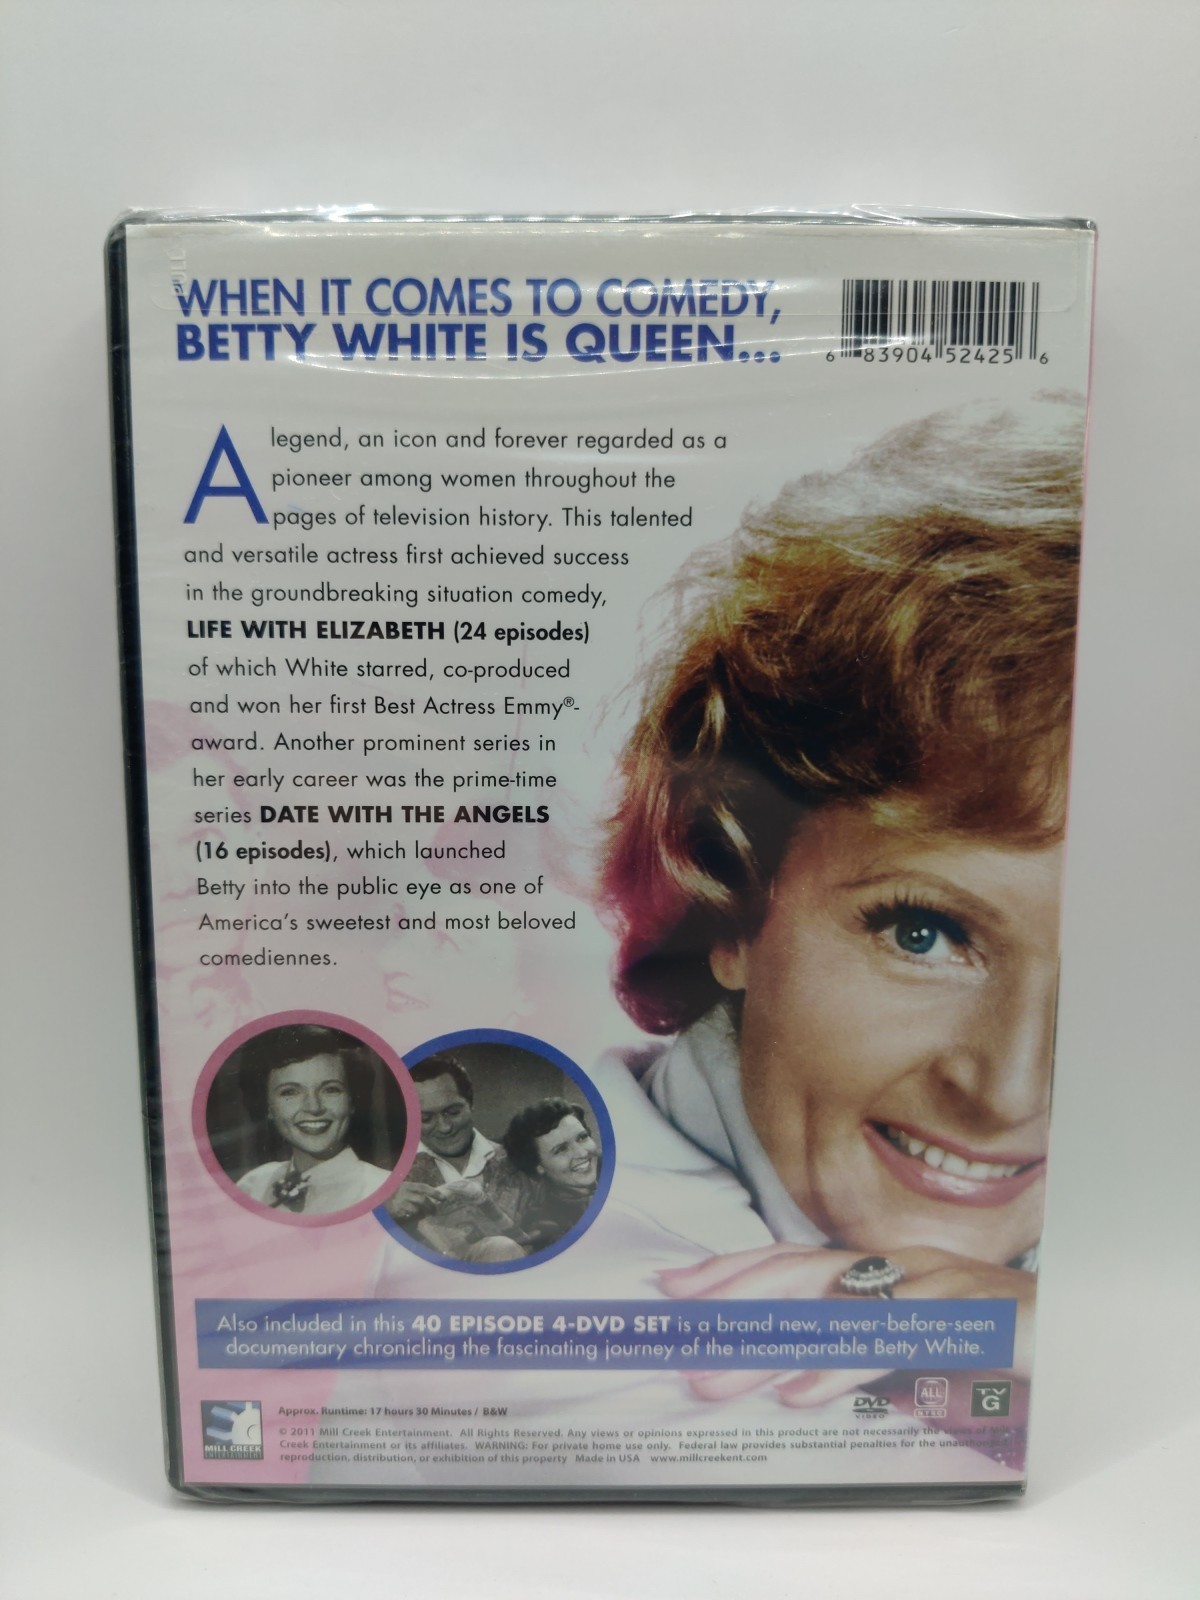 PULL
WHEN IT COMES TO COMEDY,
BETTY WHITE IS QUEEN...
6 83904 52425 6
A legend, an icon and forever regarded as a
pioneer among women throughout the
pages of television history. This talented
and versatile actress first achieved success
in the groundbreaking situation comedy,
LIFE WITH ELIZABETH (24 episodes)
of which White starred, co-produced
and won her first Best Actress Emmy®-
award. Another prominent series in
her early career was the prime-time
series DATE WITH THE ANGELS
(16 episodes), which launched
Betty into the public eye as one of
America's sweetest and most beloved
comediennes.
Also included in this 40 EPISODE 4-DVD SET is a brand new, never-before-seen
documentary chronicling the fascinating journey of the incomparable Betty White.
MILL CREEK
ENTERTAINMENT
Approx. Runtime: 17 hours 30 Minutes / B&W
DVD
VIDEO
ALL
NTSC
TV
G
© 2011 Mill Creek Entertainment. All Rights Reserved. Any views or opinions expressed in this product are not necessarily the views of Mill
Creek Entertainment or its affiliates. WARNING: For private home use only. Federal law provides substantial penalties for the unauthorized
reproduction, distribution, or exhibition of this property Made in USA www.millcreekent.com